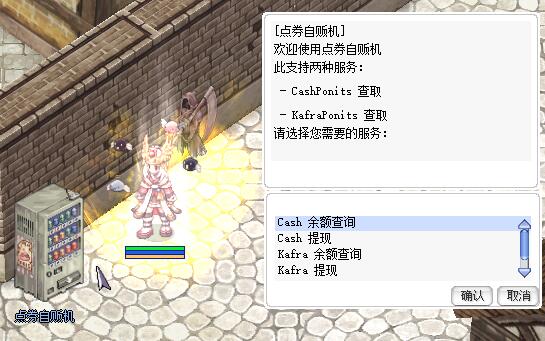 [点券自贩机]
欢迎使用点券自贩机
此支持两种服务：
- CashPonits 查取
- KafraPonits 查取
请选择您需要的服务：
Cash 余额查询
Cash 提现
Kafra 余额查询
Kafra 提现
确认 取消
点券自贩机